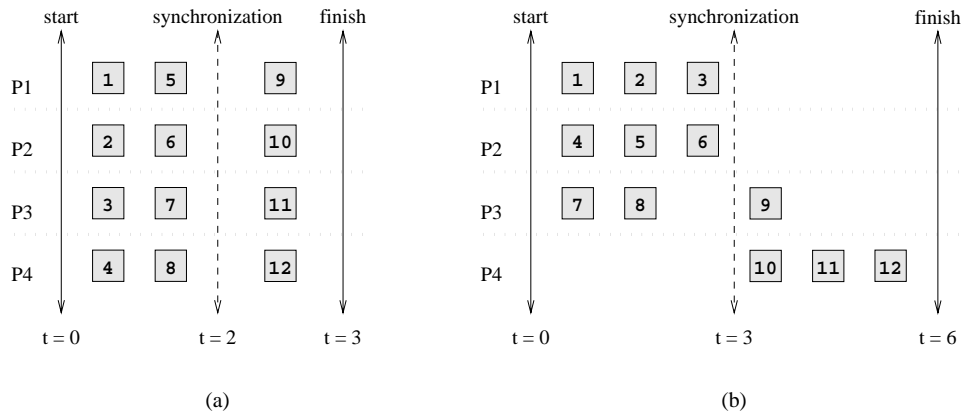 start synchronization finish start synchronization finish
P1 1 5 9 P1 1 2 3
P2 2 6 10 P2 4 5 6
P3 3 7 11 P3 7 8 9
P4 4 8 12 P4 10 11 12
t = 0 t = 2 t = 3 t = 0 t = 3 t = 6
(a) (b)